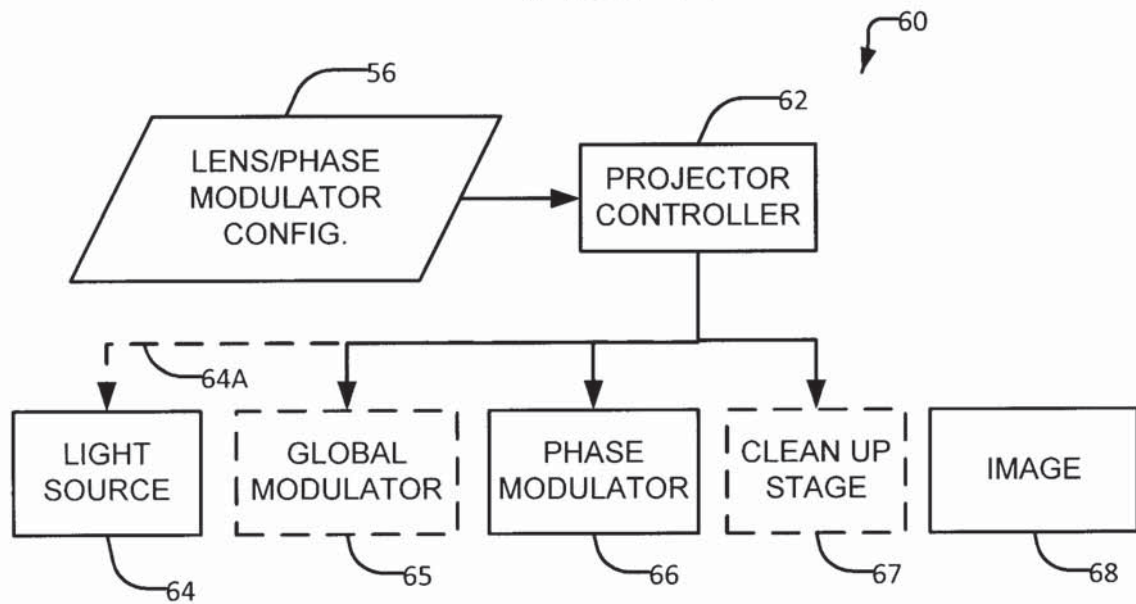 60
56
62
LENS/PHASE
MODULATOR
CONFIG.
PROJECTOR
CONTROLLER
64A
LIGHT
SOURCE
GLOBAL
MODULATOR
PHASE
MODULATOR
CLEAN UP
STAGE
IMAGE
64
65
66
67
68